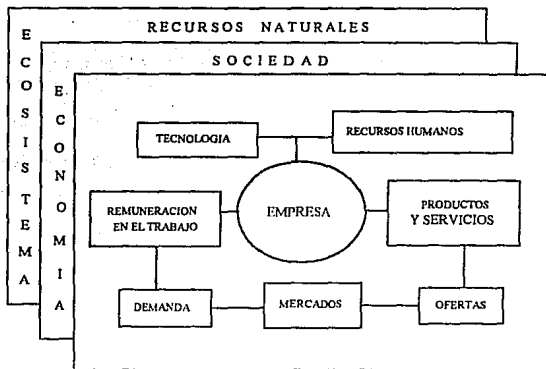 RECURSOS NATURALES
ECOSISTEMA
SOCIEDAD
ECONOMIA
TECNOLOGIA
RECURSOS HUMANOS
EMPRESA
REMUNERACION
EN EL TRABAJO
PRODUCTOS
Y SERVICIOS
DEMANDA
MERCADOS
OFERTAS